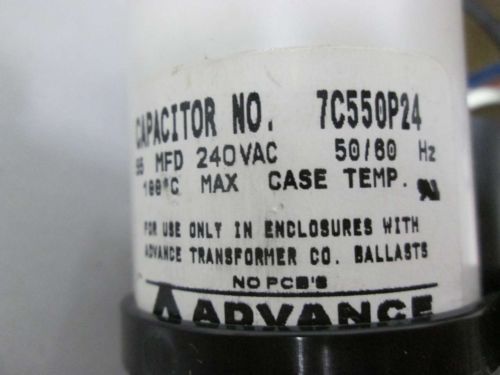 CAPACITOR NO. 7C550P24
55 MFD 240VAC 50/60 Hz
100°C MAX CASE TEMP.
FOR USE ONLY IN ENCLOSURES WITH
ADVANCE TRANSFORMER CO. BALLASTS
NO PCB'S
ADVANCE